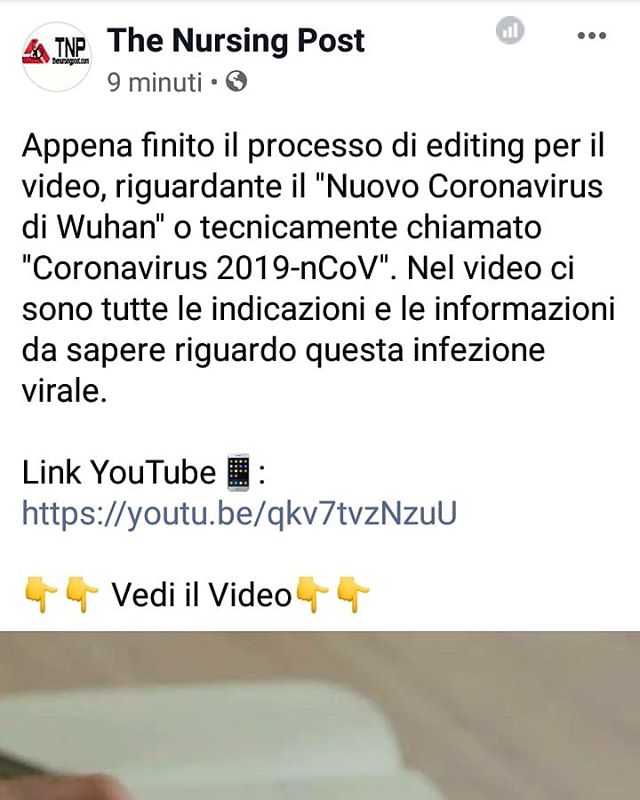 TNP
thenursingpost.com
The Nursing Post
9 minuti •
Appena finito il processo di editing per il
video, riguardante il "Nuovo Coronavirus
di Wuhan" o tecnicamente chiamato
"Coronavirus 2019-nCoV". Nel video ci
sono tutte le indicazioni e le informazioni
da sapere riguardo questa infezione
virale.
Link YouTube📱:
https://youtu.be/qkv7tvzNzuU
👇👇 Vedi il Video👇👇